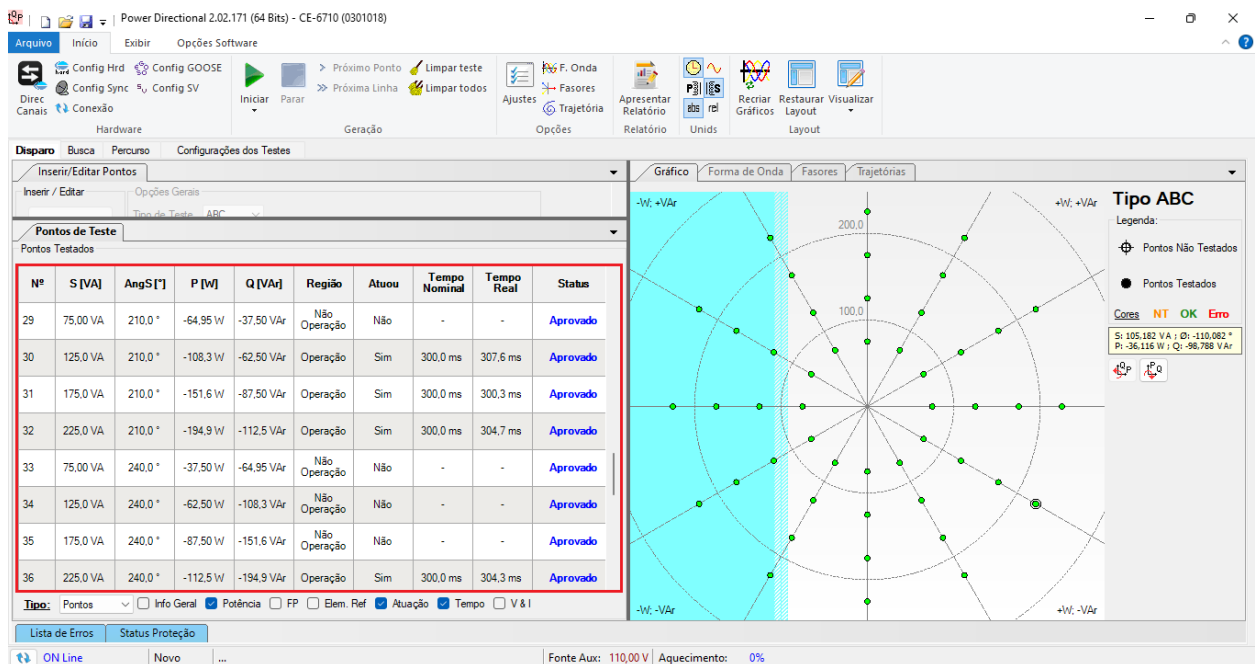 Power Directional 2.02.171 (64 Bits) - CE-6710 (0301018)
Arquivo Início Exibir Opções Software
Direc Canais
Config Hrd Config GOOSE
Config Sync Config SV
Conexão
Hardware
Iniciar Parar
Próximo Ponto Limpar teste
Próxima Linha Limpar todos
Geração
Ajustes
F. Onda
Fasores
Trajetória
Opções
Apresentar Relatório
Relatório
abs rel
Unids
Recriar Gráficos
Restaurar Layout
Visualizar
Layout
Disparo Busca Percurso Configurações dos Testes
Inserir/Editar Pontos
Inserir / Editar Opções Gerais
Tipo de Teste ABC
Pontos de Teste
Pontos Testados
Nº S [VA] AngS [°] P [W] Q [VAr] Região Atuou Tempo Nominal Tempo Real Status
29 75,00 VA 210,0 ° -64,95 W -37,50 VAr Não Operação Não - - Aprovado
30 125,0 VA 210,0 ° -108,3 W -62,50 VAr Operação Sim 300,0 ms 307,6 ms Aprovado
31 175,0 VA 210,0 ° -151,6 W -87,50 VAr Operação Sim 300,0 ms 300,3 ms Aprovado
32 225,0 VA 210,0 ° -194,9 W -112,5 VAr Operação Sim 300,0 ms 304,7 ms Aprovado
33 75,00 VA 240,0 ° -37,50 W -64,95 VAr Não Operação Não - - Aprovado
34 125,0 VA 240,0 ° -62,50 W -108,3 VAr Não Operação Não - - Aprovado
35 175,0 VA 240,0 ° -87,50 W -151,6 VAr Não Operação Não - - Aprovado
36 225,0 VA 240,0 ° -112,5 W -194,9 VAr Operação Sim 300,0 ms 304,3 ms Aprovado
Tipo: Pontos Info Geral Potência FP Elem. Ref Atuação Tempo V & I
Gráfico Forma de Onda Fasores Trajetórias
-W; +VAr
+W; +VAr
200,0
100,0
-W; -VAr
+W; -VAr
Tipo ABC
Legenda:
Pontos Não Testados
Pontos Testados
Cores NT OK Erro
S: 105,182 VA ; Ø: -110,082 °
P: -36,116 W ; Q: -98,788 VAr
Lista de Erros Status Proteção
ON Line Novo ... Fonte Aux: 110,00 V Aquecimento: 0%